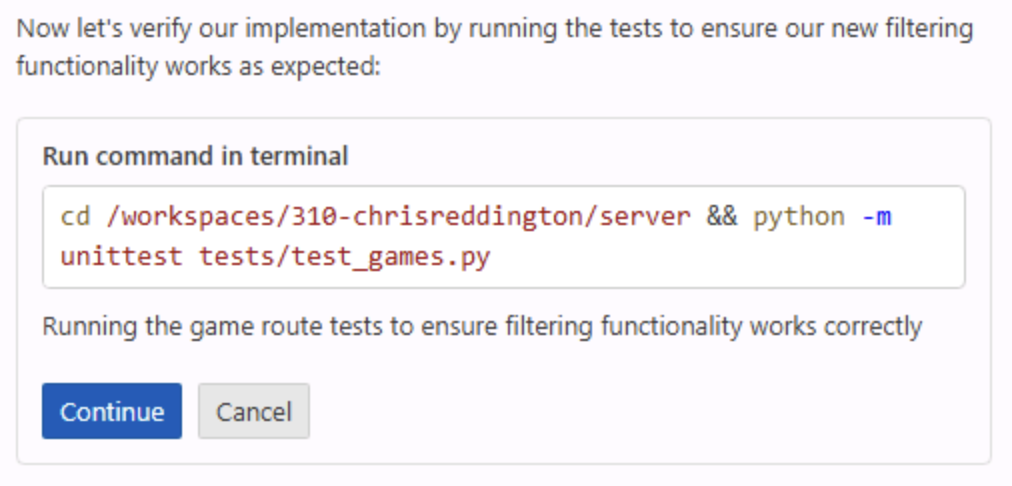 Now let's verify our implementation by running the tests to ensure our new filtering
functionality works as expected:
Run command in terminal
cd /workspaces/310-chrisreddington/server && python -m
unittest tests/test_games.py
Running the game route tests to ensure filtering functionality works correctly
Continue Cancel